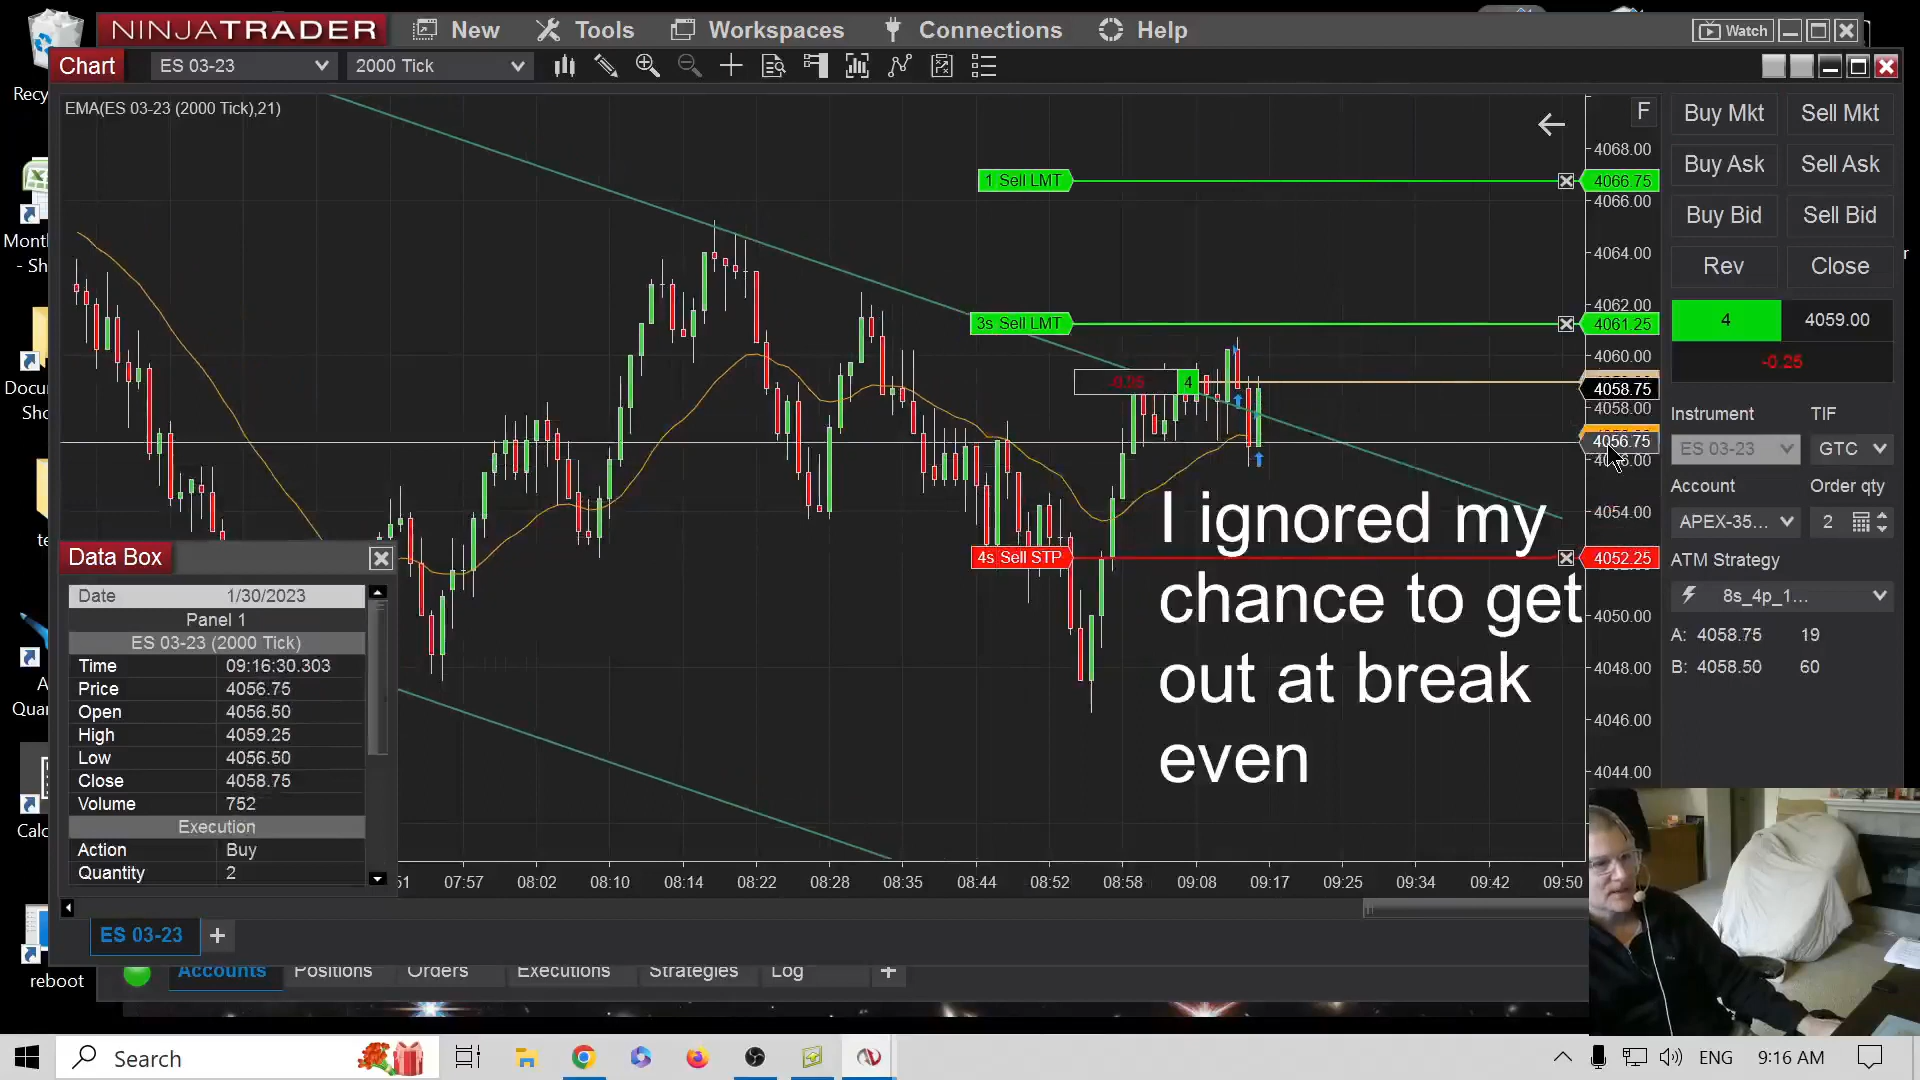 NINJATRADER New Tools Workspaces Connections Help Watch
Chart ES 03-23 2000 Tick
EMA(ES 03-23 (2000 Tick),21)
F
Buy Mkt Sell Mkt
Buy Ask Sell Ask
Buy Bid Sell Bid
Rev Close
4 4059.00
-0.25
Instrument TIF
ES 03-23 GTC
Account Order qty
APEX-35... 2
ATM Strategy
8s_4p_1...
A: 4058.75 19
B: 4058.50 60
4068.00
1 Sell LMT 4066.75
4066.00
4064.00
4062.00
3s Sell LMT 4061.25
4060.00
-0.25 4 4058.75
4058.00
4056.75
4054.00
4s Sell STP 4052.25
4050.00
4048.00
4046.00
4044.00
I ignored my
chance to get
out at break
even
Data Box
Date 1/30/2023
Panel 1
ES 03-23 (2000 Tick)
Time 09:16:30.303
Price 4056.75
Open 4056.50
High 4059.25
Low 4056.50
Close 4058.75
Volume 752
Execution
Action Buy
Quantity 2
07:57 08:02 08:10 08:14 08:22 08:28 08:35 08:44 08:52 08:58 09:08 09:17 09:25 09:34 09:42 09:50
ES 03-23 +
Accounts Positions Orders Executions Strategies Log +
reboot
Search
ENG 9:16 AM